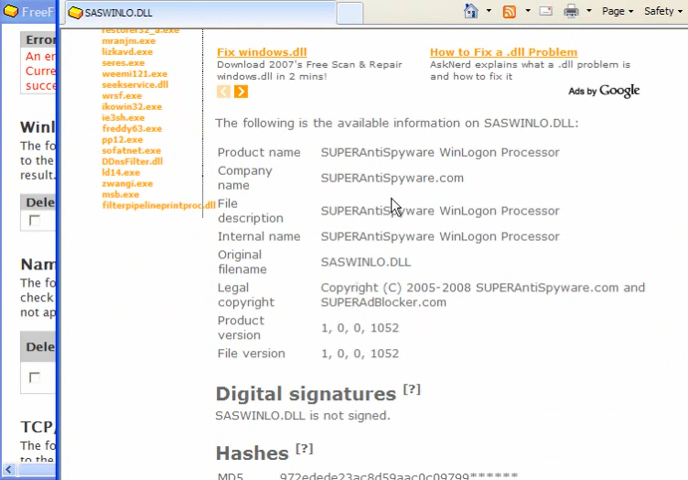 FreeF
SASWINLO.DLL
Page
Safety
Erro
An er
Curre
succe
Winl
The fo
to the
result.
Dele
Nam
The fo
check
not ap
Dele
TCP,
The fo
to the
mranjm.exe
lizkavd.exe
seres.exe
weemi121.exe
seekservice.dll
wrsf.exe
ikowin32.exe
ie3sh.exe
freddy63.exe
pp12.exe
sofatnet.exe
DDnsFilter.dll
ld14.exe
zwangi.exe
msb.exe
filterpipelineprintproc.dll
Fix windows.dll
Download 2007's Free Scan & Repair
windows.dll in 2 mins!
How to Fix a .dll Problem
AskNerd explains what a .dll problem is
and how to fix it
Ads by Google
The following is the available information on SASWINLO.DLL:
Product name SUPERAntiSpyware WinLogon Processor
Company
name SUPERAntiSpyware.com
File
description SUPERAntiSpyware WinLogon Processor
Internal name SUPERAntiSpyware WinLogon Processor
Original
filename SASWINLO.DLL
Legal
copyright Copyright (C) 2005-2008 SUPERAntiSpyware.com and
SUPERAdBlocker.com
Product
version 1, 0, 0, 1052
File version 1, 0, 0, 1052
Digital signatures [?]
SASWINLO.DLL is not signed.
Hashes [?]
MD5 972edede23ac8d59aac0c09799******